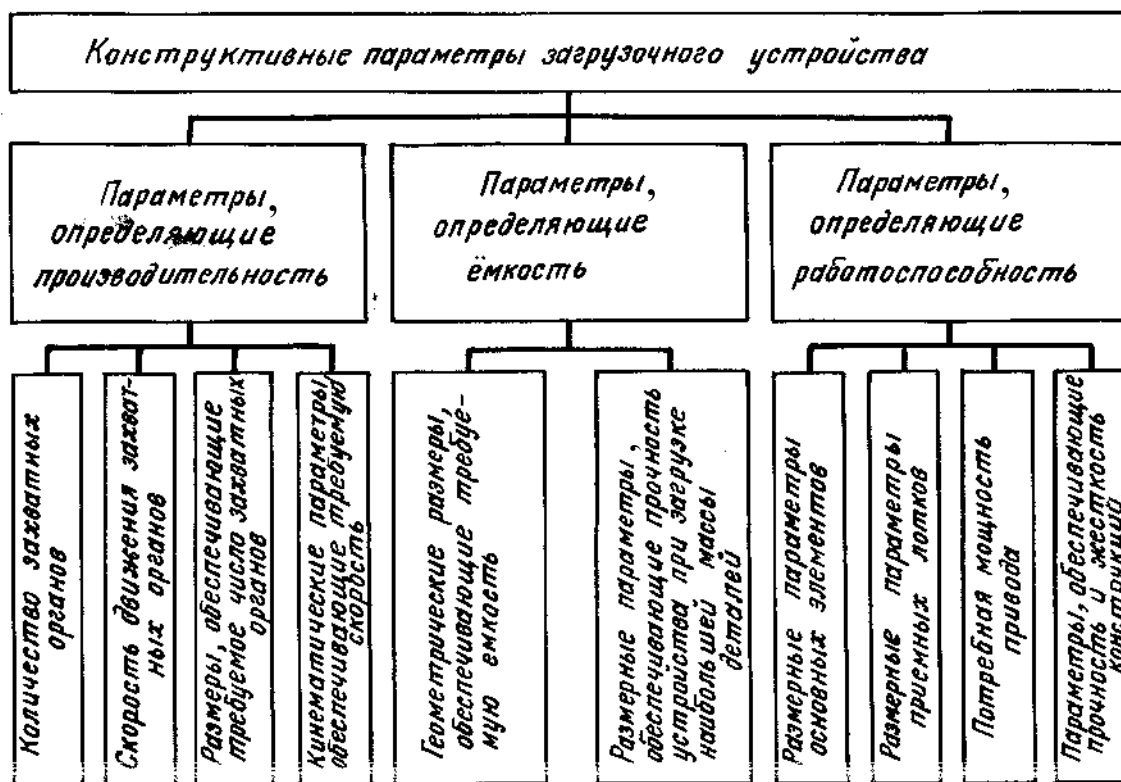 Конструктивные параметры загрузочного устройства
Параметры,
определяющие
производительность
Параметры,
определяющие
ёмкость
Параметры,
определяющие
работоспособность
Количество захватных
органов
Скорость движения захват-
ных органов
Размеры, обеспечивающие
требуемое число захватных
органов
Кинематические параметры,
обеспечивающие требуемую
скорость
Геометрические размеры,
обеспечивающие требуе-
мую емкость
Размерные параметры,
обеспечивающие прочность
устройства при загрузке
наибольшей массы
деталей
Размерные параметры
основных элементов
Размерные параметры
приемных лотков
Потребная мощность
привода
Параметры, обеспечивающие
прочность и жесткость
конструкций